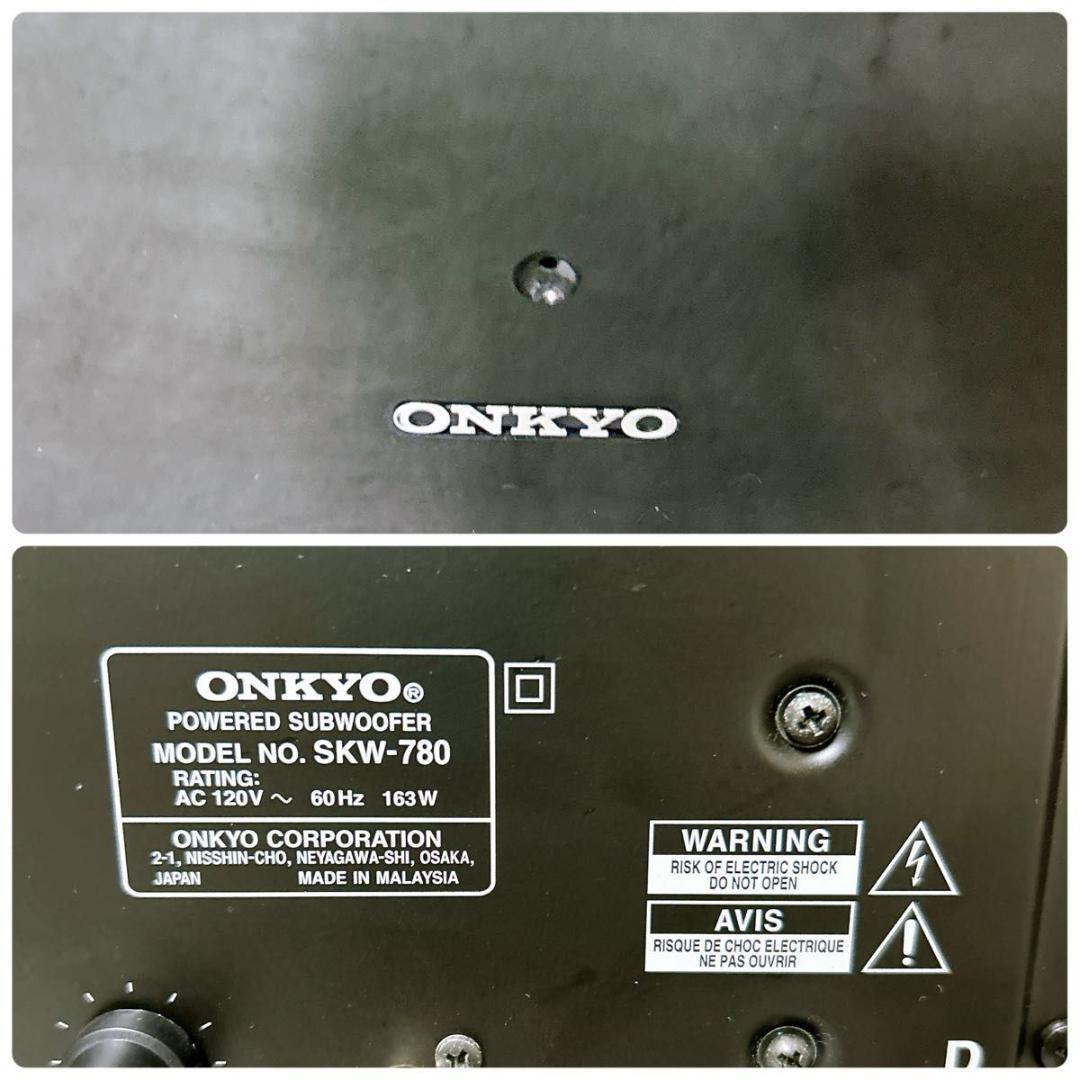 ONKYO
ONKYO®
POWERED SUBWOOFER
MODEL NO. SKW-780
RATING:
AC 120V ～ 60Hz 163W
ONKYO CORPORATION
2-1, NISSHIN-CHO, NEYAGAWA-SHI, OSAKA,
JAPAN MADE IN MALAYSIA
WARNING
RISK OF ELECTRIC SHOCK
DO NOT OPEN
AVIS
RISQUE DE CHOC ELECTRIQUE
NE PAS OUVRIR